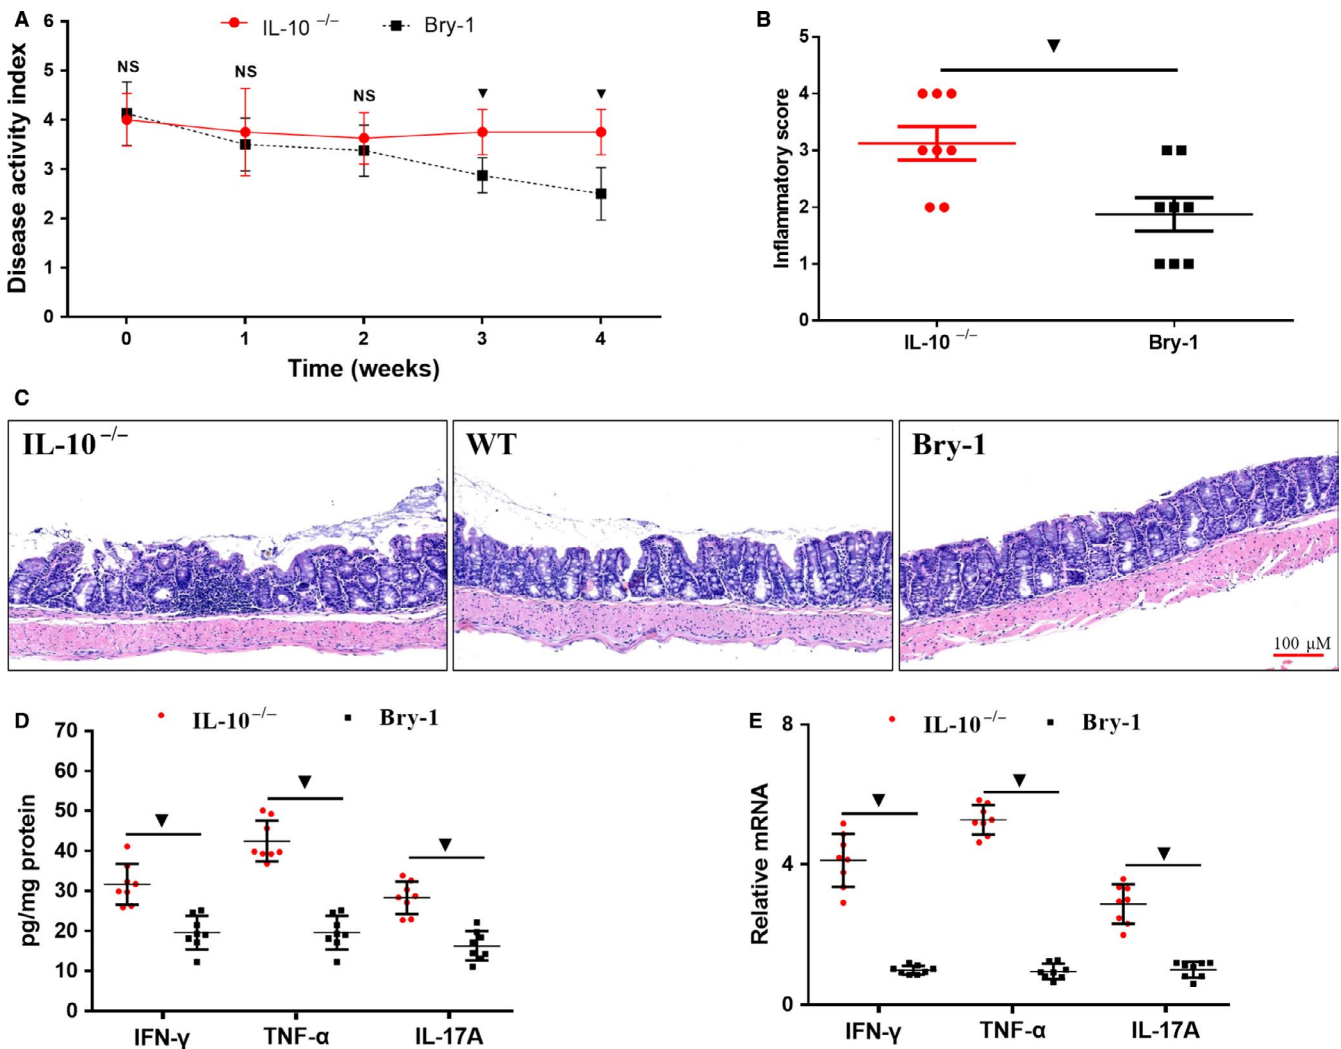 A
IL-10 −/−
Bry-1
Disease activity index
6
5
4
3
2
1
0
NS
NS
NS
0
1
2
3
4
Time (weeks)
B
Inflammatory score
5
4
3
2
1
0
IL-10 −/−
Bry-1
C
IL-10−/−
WT
Bry-1
100 μM
D
IL-10−/−
Bry-1
pg/mg protein
70
60
50
40
30
20
10
0
IFN-γ
TNF-α
IL-17A
E
IL-10−/−
Bry-1
Relative mRNA
8
4
0
IFN-γ
TNF-α
IL-17A